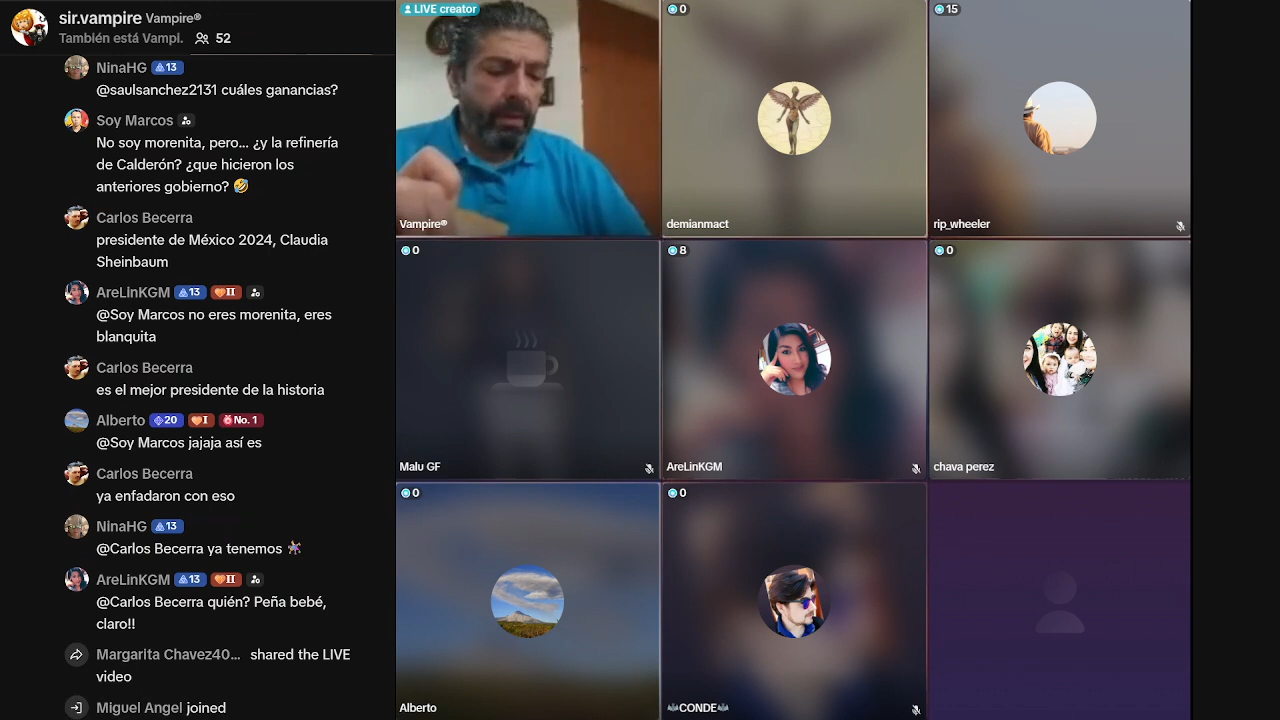 sir.vampire Vampire®
También está Vampi. 52
NinaHG 13
@saulsanchez2131 cuáles ganancias?
Soy Marcos
No soy morenita, pero... ¿y la refinería
de Calderón? ¿que hicieron los
anteriores gobierno? 🤣
Carlos Becerra
presidente de México 2024, Claudia
Sheinbaum
AreLinKGM 13 II
@Soy Marcos no eres morenita, eres
blanquita
Carlos Becerra
es el mejor presidente de la historia
Alberto 20 I No. 1
@Soy Marcos jajaja así es
Carlos Becerra
ya enfadaron con eso
NinaHG 13
@Carlos Becerra ya tenemos 🪅
AreLinKGM 13 II
@Carlos Becerra quién? Peña bebé,
claro!!
Margarita Chavez40... shared the LIVE
video
Miguel Angel joined
LIVE creator
Vampire®
0
demianmact
15
rip_wheeler
0
Malu GF
8
AreLinKGM
0
chava perez
0
Alberto
0
🦇CONDE🦇